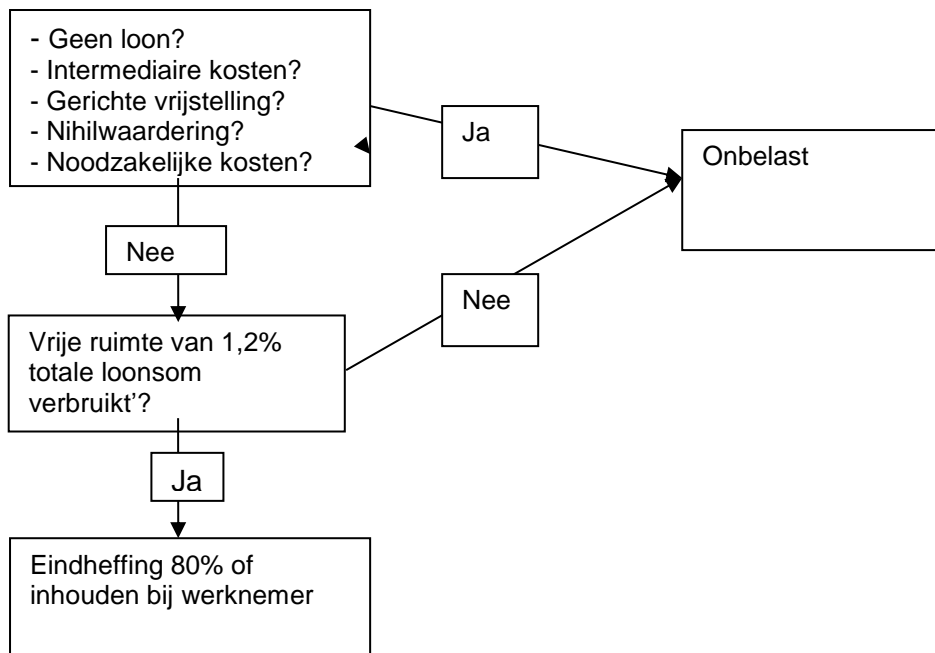 - Geen loon?
- Intermediaire kosten?
- Gerichte vrijstelling?
- Nihilwaardering?
- Noodzakelijke kosten?
Ja
Onbelast
Nee
Nee
Vrije ruimte van 1,2%
totale loonsom
verbruikt’?
Ja
Eindheffing 80% of
inhouden bij werknemer